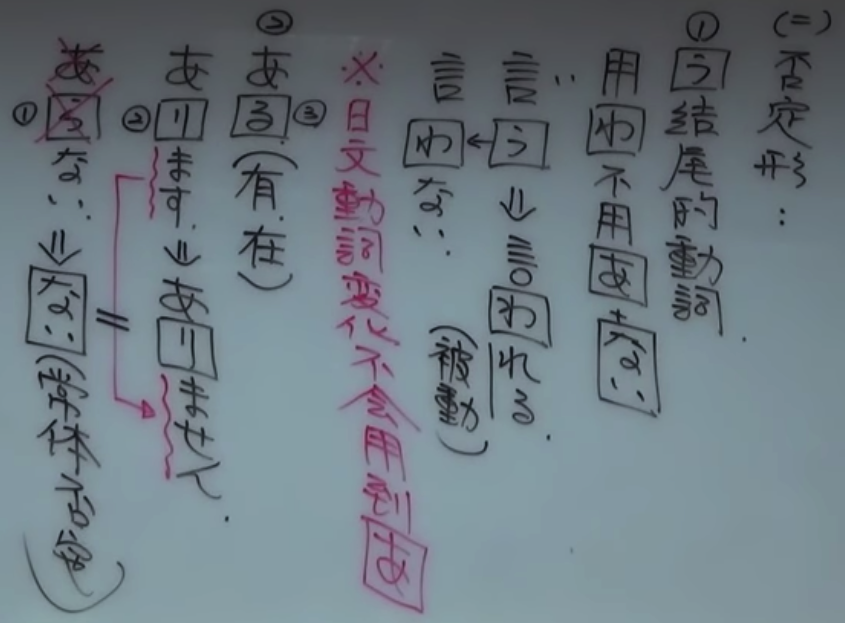 (二)否定形:
① う結尾的動詞.
用わ不用あ+ない
言う⇒言われる.
言わない. (被動)
※日文動詞変化不会用到あ
② ある③(有.在)
あ②ります⇒ありません.
あ①らない⇒ない(常体否定)